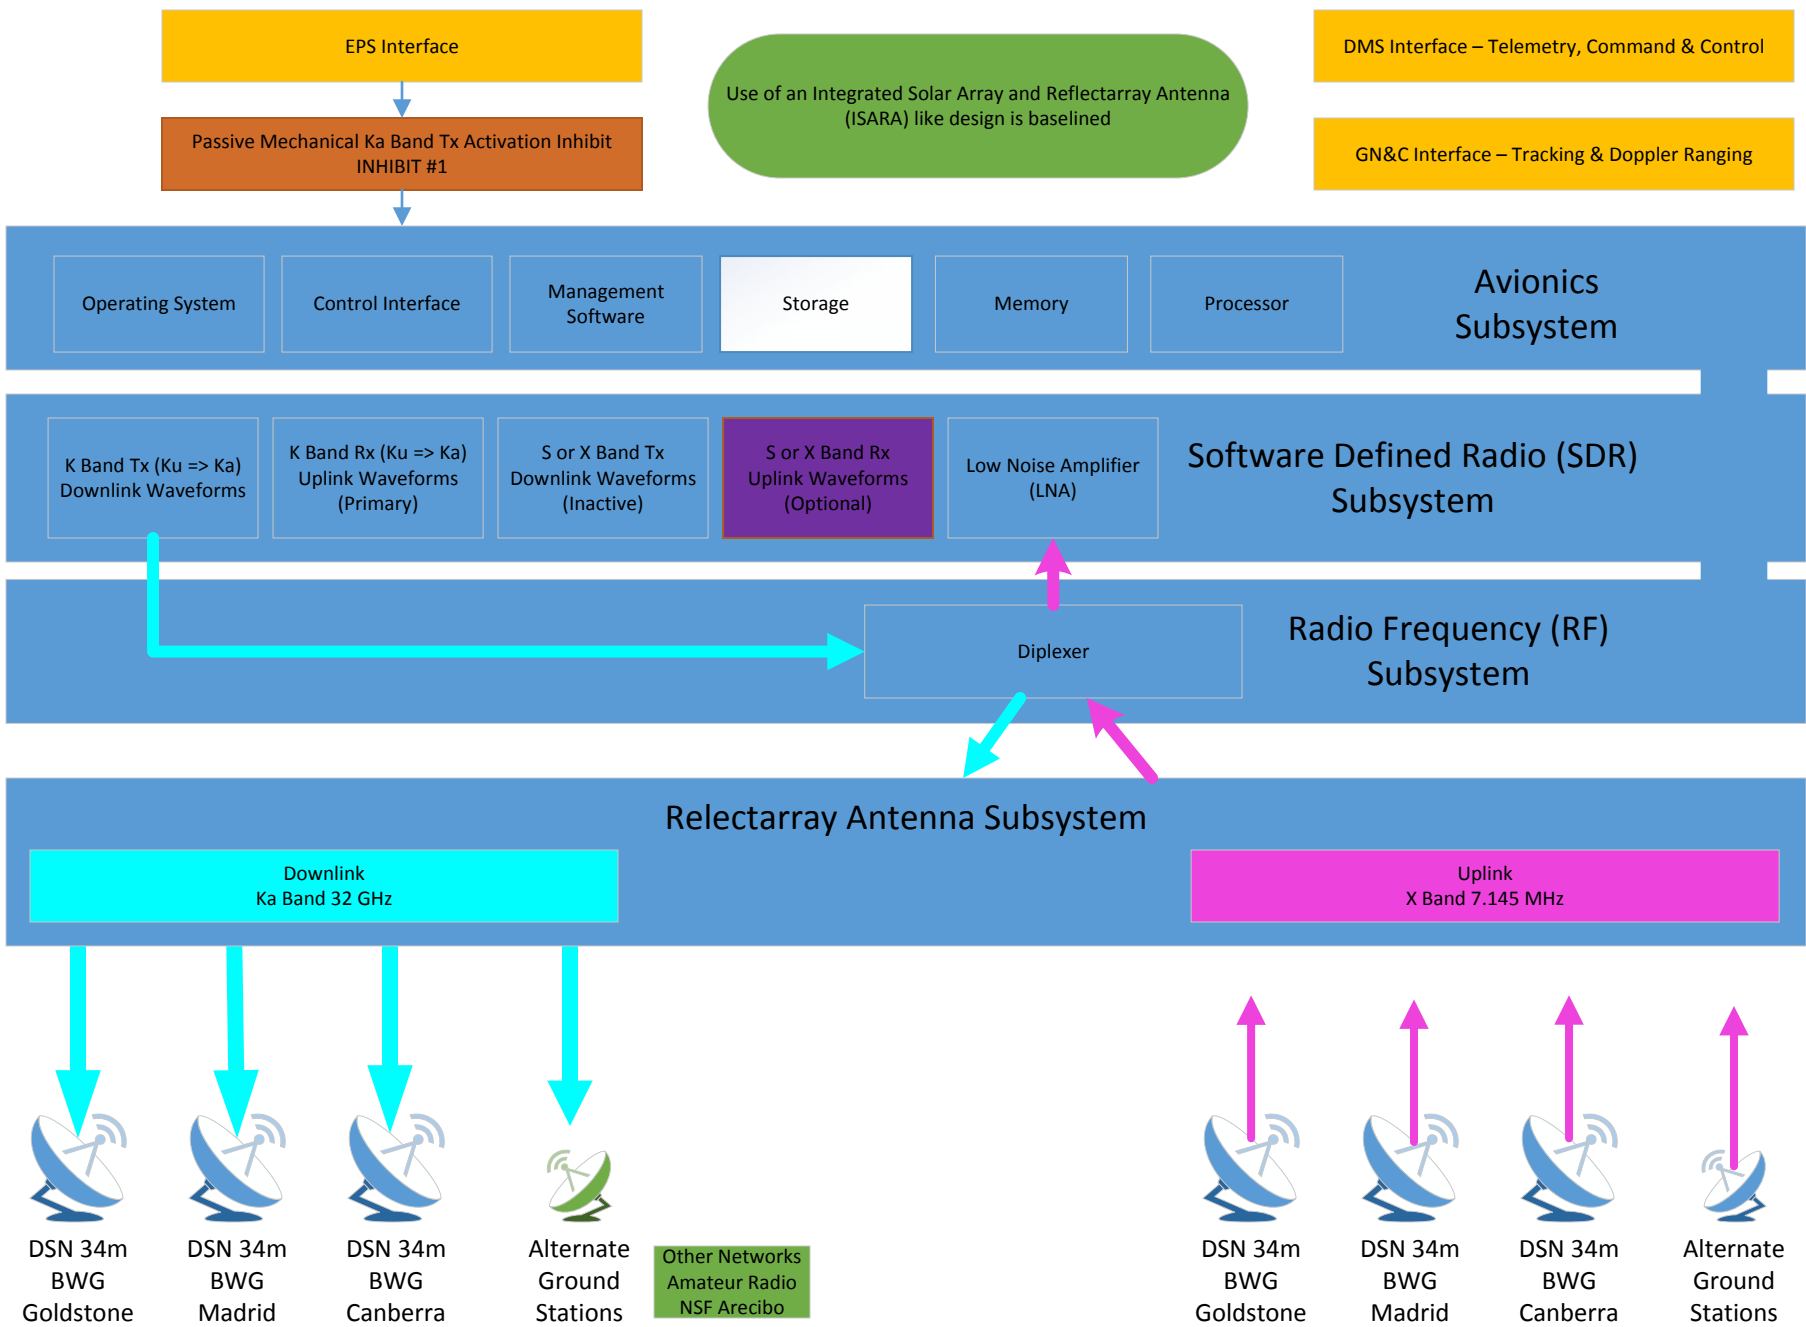 EPS Interface
Use of an Integrated Solar Array and Reflectarray Antenna
(ISARA) like design is baselined
DMS Interface – Telemetry, Command & Control
Passive Mechanical Ka Band Tx Activation Inhibit
INHIBIT #1
GN&C Interface – Tracking & Doppler Ranging
Operating System
Control Interface
Management
Software
Storage
Memory
Processor
Avionics
Subsystem
K Band Tx (Ku => Ka)
Downlink Waveforms
K Band Rx (Ku => Ka)
Uplink Waveforms
(Primary)
S or X Band Tx
Downlink Waveforms
(Inactive)
S or X Band Rx
Uplink Waveforms
(Optional)
Low Noise Amplifier
(LNA)
Software Defined Radio (SDR)
Subsystem
Diplexer
Radio Frequency (RF)
Subsystem
Relectarray Antenna Subsystem
Downlink
Ka Band 32 GHz
Uplink
X Band 7.145 MHz
DSN 34m
BWG
Goldstone
DSN 34m
BWG
Madrid
DSN 34m
BWG
Canberra
Alternate
Ground
Stations
Other Networks
Amateur Radio
NSF Arecibo
DSN 34m
BWG
Goldstone
DSN 34m
BWG
Madrid
DSN 34m
BWG
Canberra
Alternate
Ground
Stations